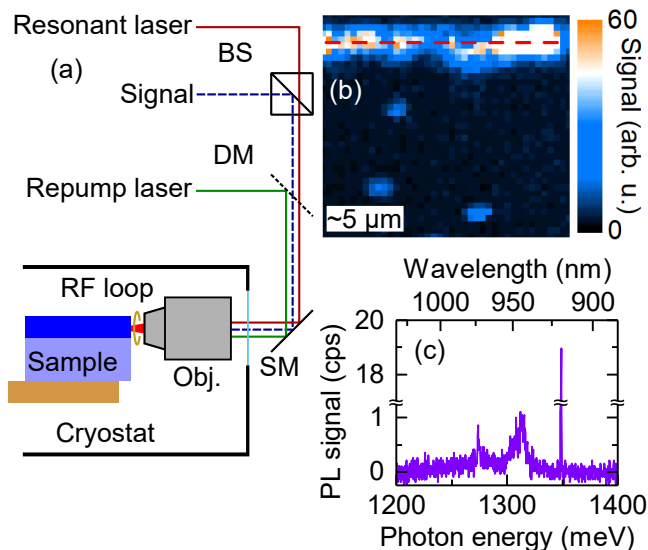 Resonant laser
(a)
BS
Signal
DM
Repump laser
RF loop
Sample
Obj.
SM
Cryostat
(b)
~5 µm
60
Signal (arb. u.)
0
Wavelength (nm)
1000 950 900
(c)
PL signal (cps)
20
18
1
0
1200 1300 1400
Photon energy (meV)